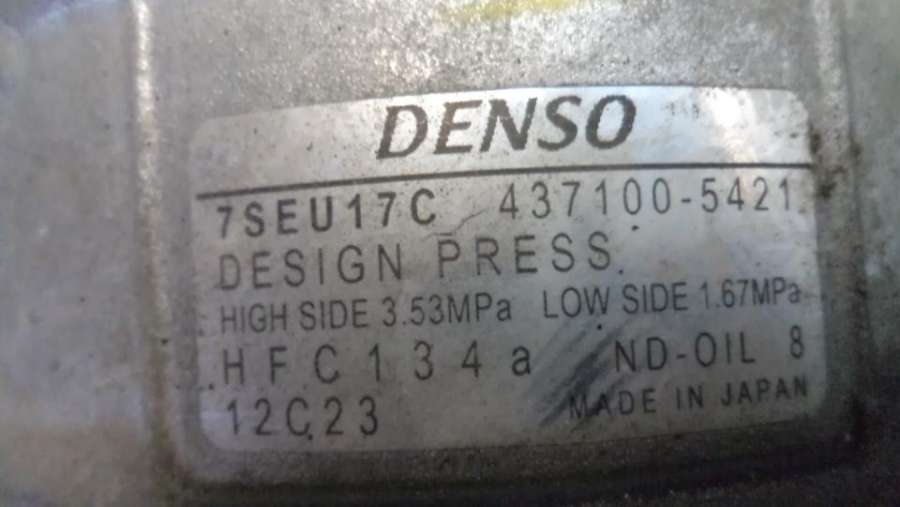 DENSO
7SEU17C 437100-5421
DESIGN PRESS.
HIGH SIDE 3.53MPa LOW SIDE 1.67MPa
HFC134a ND-OIL 8
12C23 MADE IN JAPAN